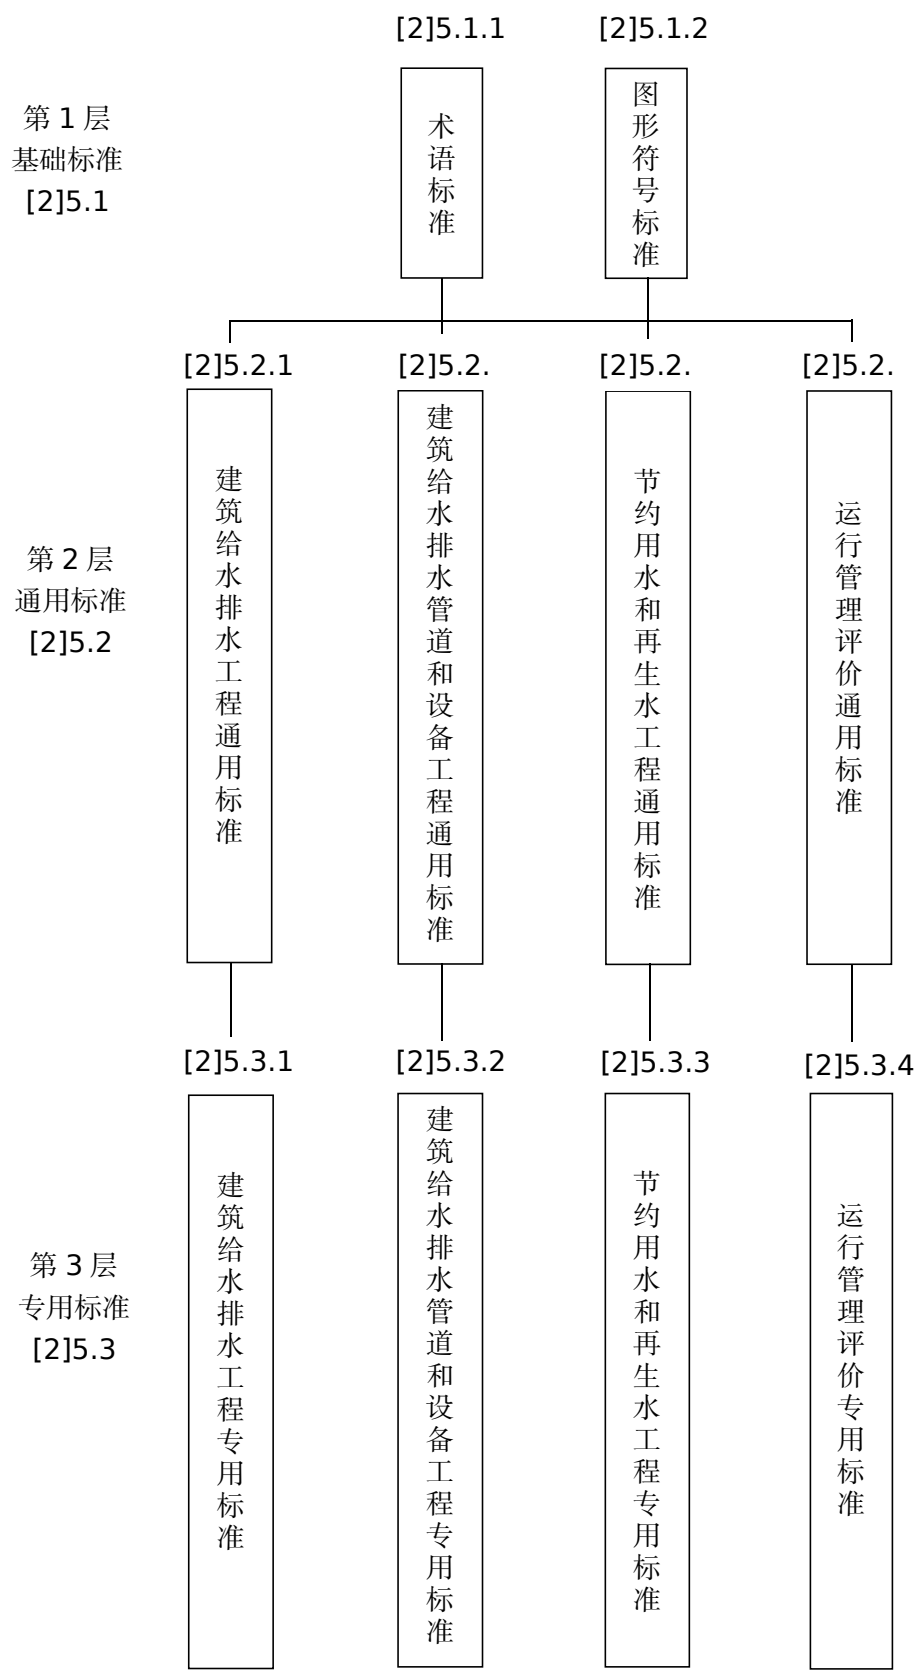 [2]5.1.1
[2]5.1.2
第 1 层
基础标准
[2]5.1
术语标准
图形符号标准
[2]5.2.1
[2]5.2.
[2]5.2.
[2]5.2.
第 2 层
通用标准
[2]5.2
建筑给水排水工程通用标准
建筑给水排水管道和设备工程通用标准
节约用水和再生水工程通用标准
运行管理评价通用标准
[2]5.3.1
[2]5.3.2
[2]5.3.3
[2]5.3.4
第 3 层
专用标准
[2]5.3
建筑给水排水工程专用标准
建筑给水排水管道和设备工程专用标准
节约用水和再生水工程专用标准
运行管理评价专用标准